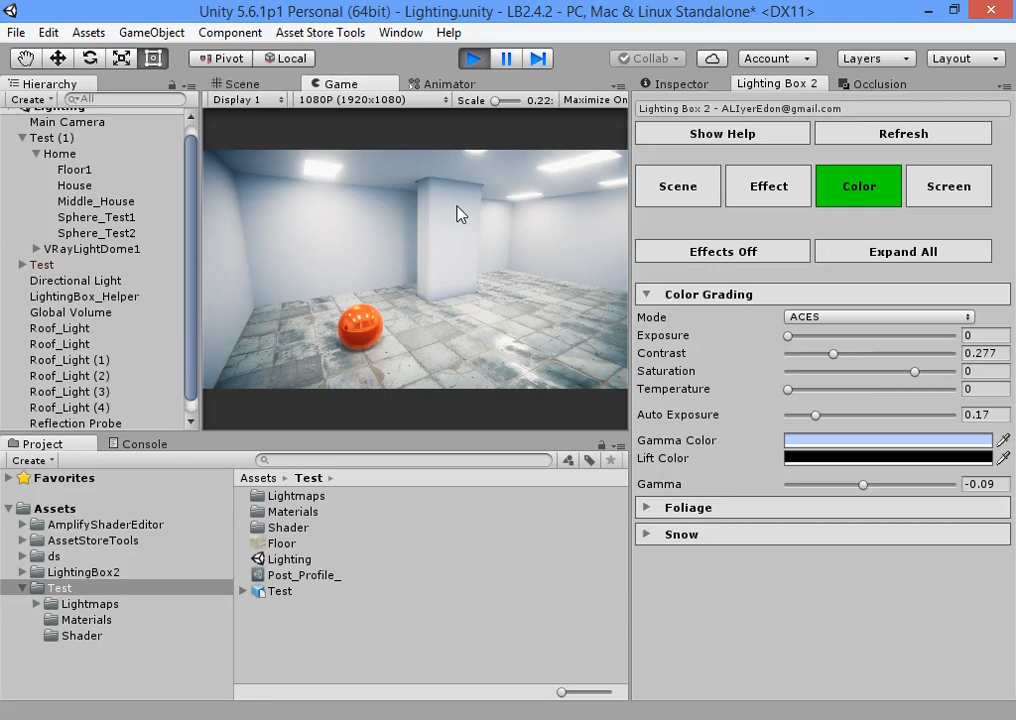 Unity 5.6.1p1 Personal (64bit) - Lighting.unity - LB2.4.2 - PC, Mac & Linux Standalone* <DX11>
File Edit Assets GameObject Component Asset Store Tools Window Help
Pivot Local Collab Account Layers Layout
Hierarchy
Create All
Main Camera
Test (1)
Home
Floor1
House
Middle_House
Sphere_Test1
Sphere_Test2
VRayLightDome1
Test
Directional Light
LightingBox_Helper
Global Volume
Roof_Light
Roof_Light
Roof_Light (1)
Roof_Light (2)
Roof_Light (3)
Roof_Light (4)
Reflection Probe
Scene Game Animator
Display 1 1080P (1920x1080) Scale 0.22: Maximize On
Inspector Lighting Box 2 Occlusion
Lighting Box 2 - ALIyerEdon@gmail.com
Show Help Refresh
Scene Effect Color Screen
Effects Off Expand All
Color Grading
Mode ACES
Exposure 0
Contrast 0.277
Saturation 0
Temperature 0
Auto Exposure 0.17
Gamma Color
Lift Color
Gamma -0.09
Foliage
Snow
Project Console
Create
Favorites
Assets
AmplifyShaderEditor
AssetStoreTools
ds
LightingBox2
Test
Lightmaps
Materials
Shader
Assets Test
Lightmaps
Materials
Shader
Floor
Lighting
Post_Profile_
Test